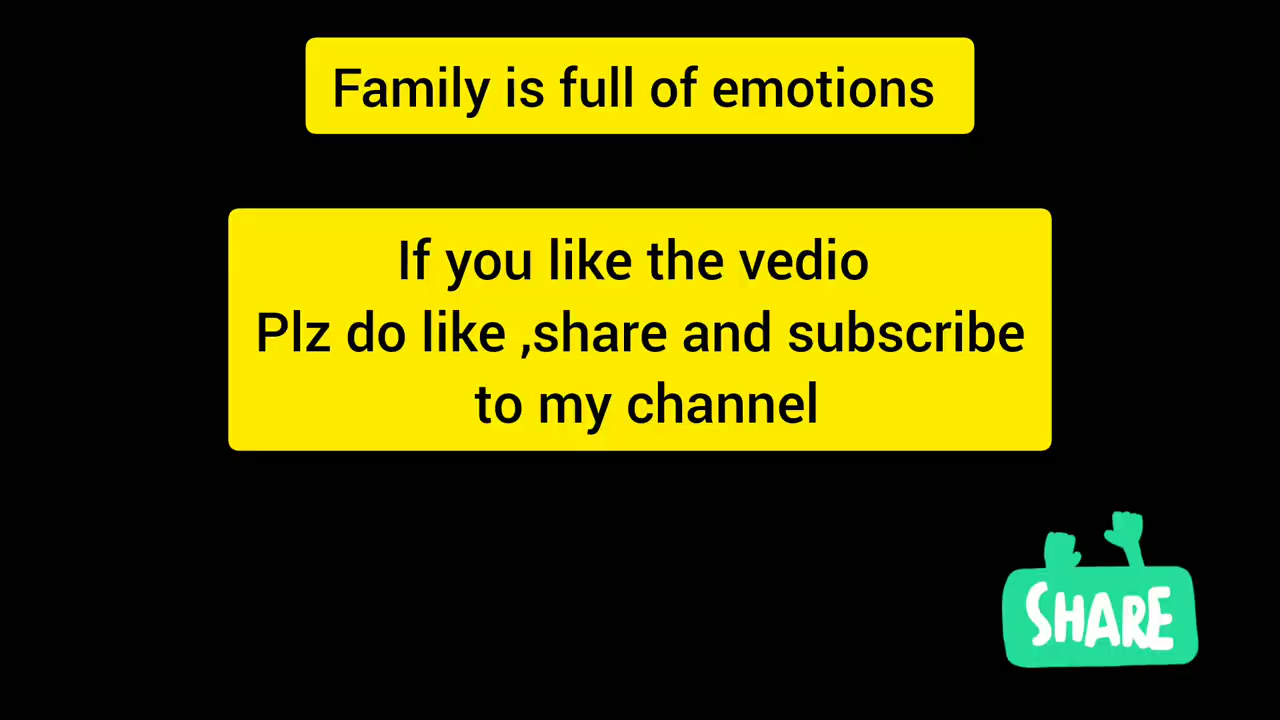 Family is full of emotions
If you like the vedio
Plz do like ,share and subscribe
to my channel
SHARE